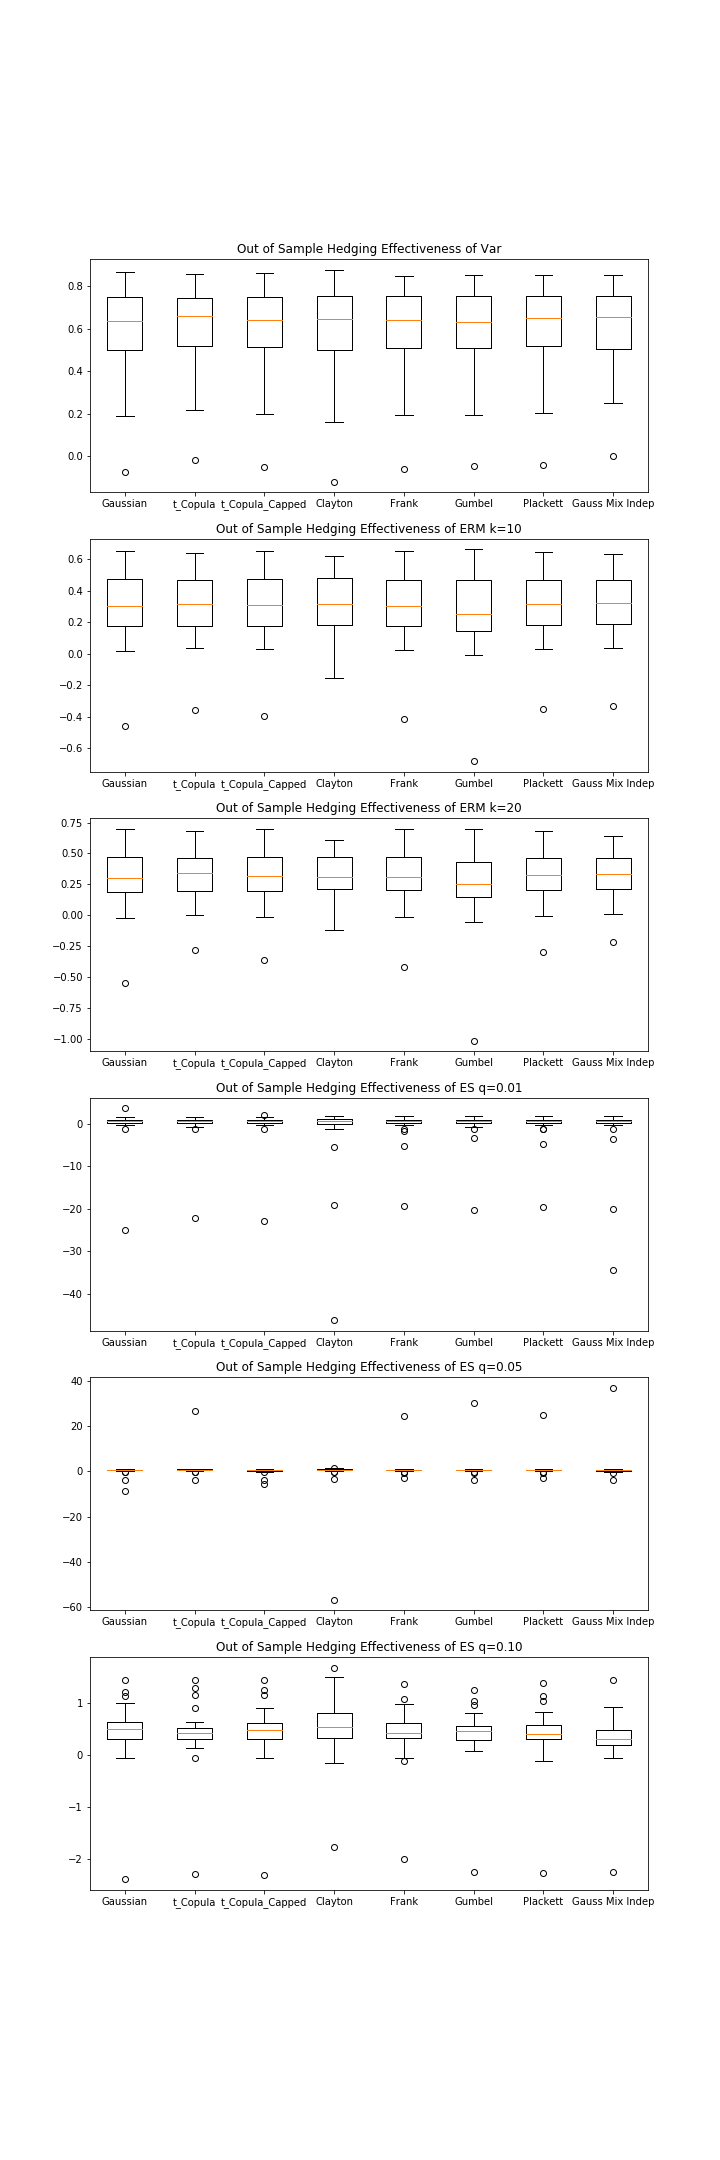 Out of Sample Hedging Effectiveness of Var
0.8
0.6
0.4
0.2
0.0
Gaussian t_Copula t_Copula_Capped Clayton Frank Gumbel Plackett Gauss Mix Indep
Out of Sample Hedging Effectiveness of ERM k=10
0.6
0.4
0.2
0.0
−0.2
−0.4
−0.6
Gaussian t_Copula t_Copula_Capped Clayton Frank Gumbel Plackett Gauss Mix Indep
Out of Sample Hedging Effectiveness of ERM k=20
0.75
0.50
0.25
0.00
−0.25
−0.50
−0.75
−1.00
Gaussian t_Copula t_Copula_Capped Clayton Frank Gumbel Plackett Gauss Mix Indep
Out of Sample Hedging Effectiveness of ES q=0.01
0
−10
−20
−30
−40
Gaussian t_Copula t_Copula_Capped Clayton Frank Gumbel Plackett Gauss Mix Indep
Out of Sample Hedging Effectiveness of ES q=0.05
40
20
0
−20
−40
−60
Gaussian t_Copula t_Copula_Capped Clayton Frank Gumbel Plackett Gauss Mix Indep
Out of Sample Hedging Effectiveness of ES q=0.10
1
0
−1
−2
Gaussian t_Copula t_Copula_Capped Clayton Frank Gumbel Plackett Gauss Mix Indep